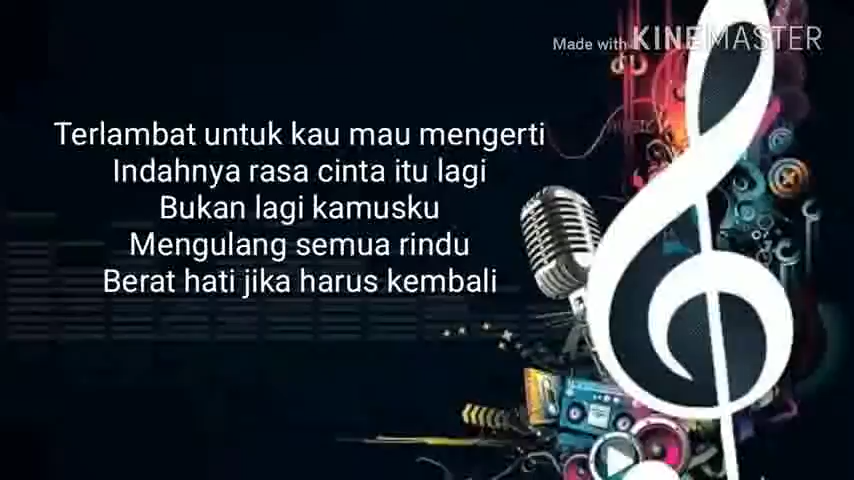 Made with KINEMASTER
Terlambat untuk kau mau mengerti
Indahnya rasa cinta itu lagi
Bukan lagi kamusku
Mengulang semua rindu
Berat hati jika harus kembali